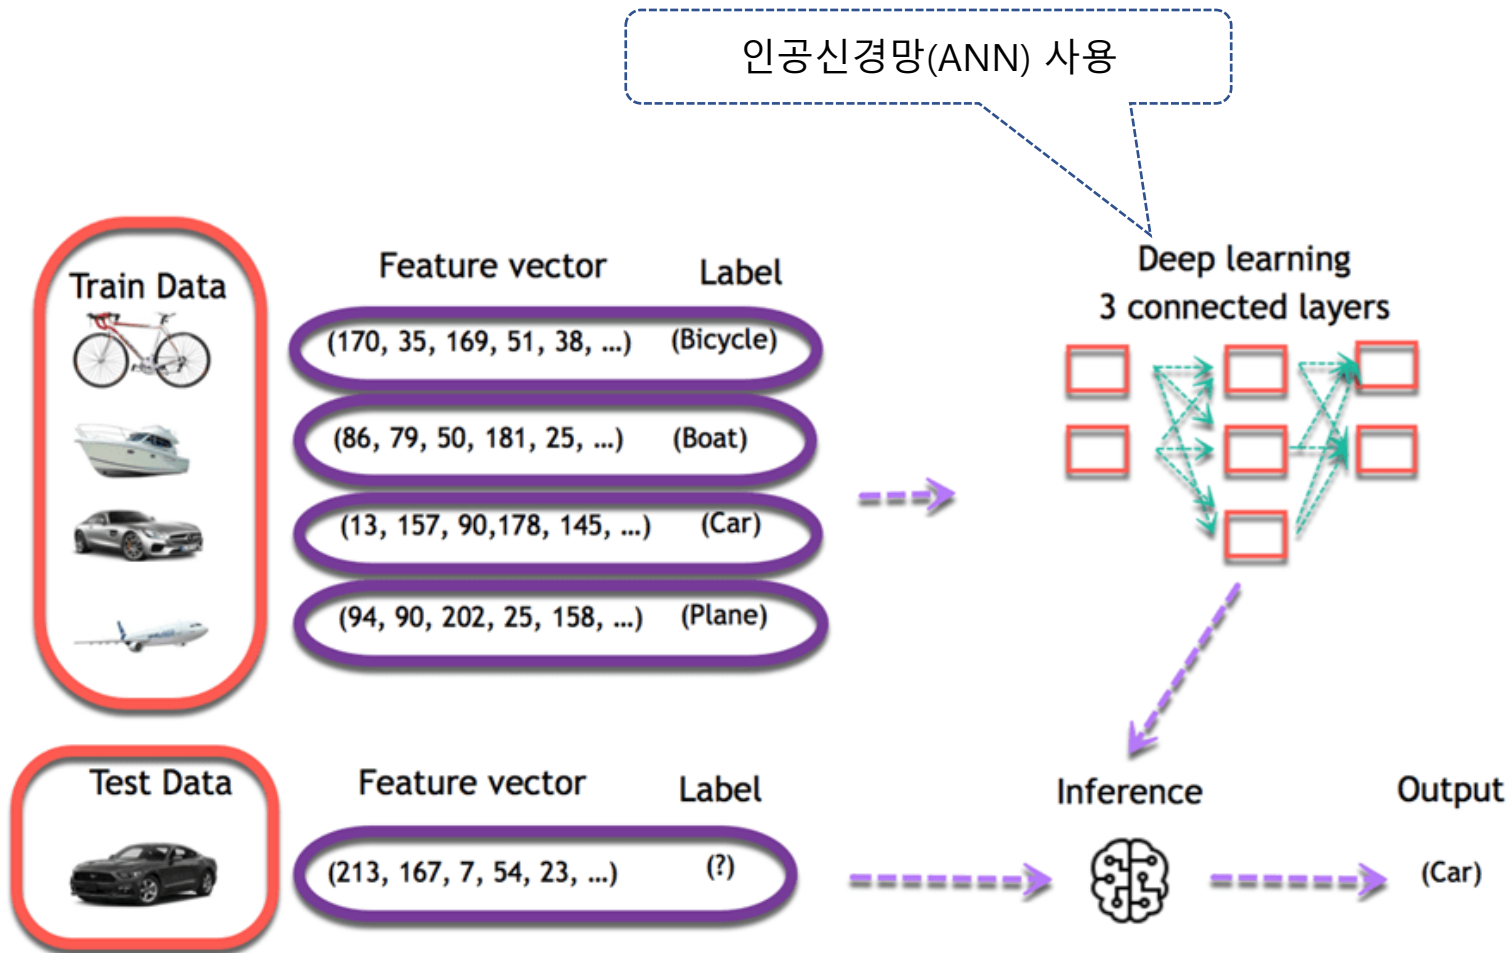 인공신경망(ANN) 사용
Train Data
Feature vector
Label
(170, 35, 169, 51, 38, ...)
(Bicycle)
(86, 79, 50, 181, 25, ...)
(Boat)
(13, 157, 90,178, 145, ...)
(Car)
(94, 90, 202, 25, 158, ...)
(Plane)
Deep learning
3 connected layers
Test Data
Feature vector
Label
(213, 167, 7, 54, 23, ...)
(?)
Inference
Output
(Car)